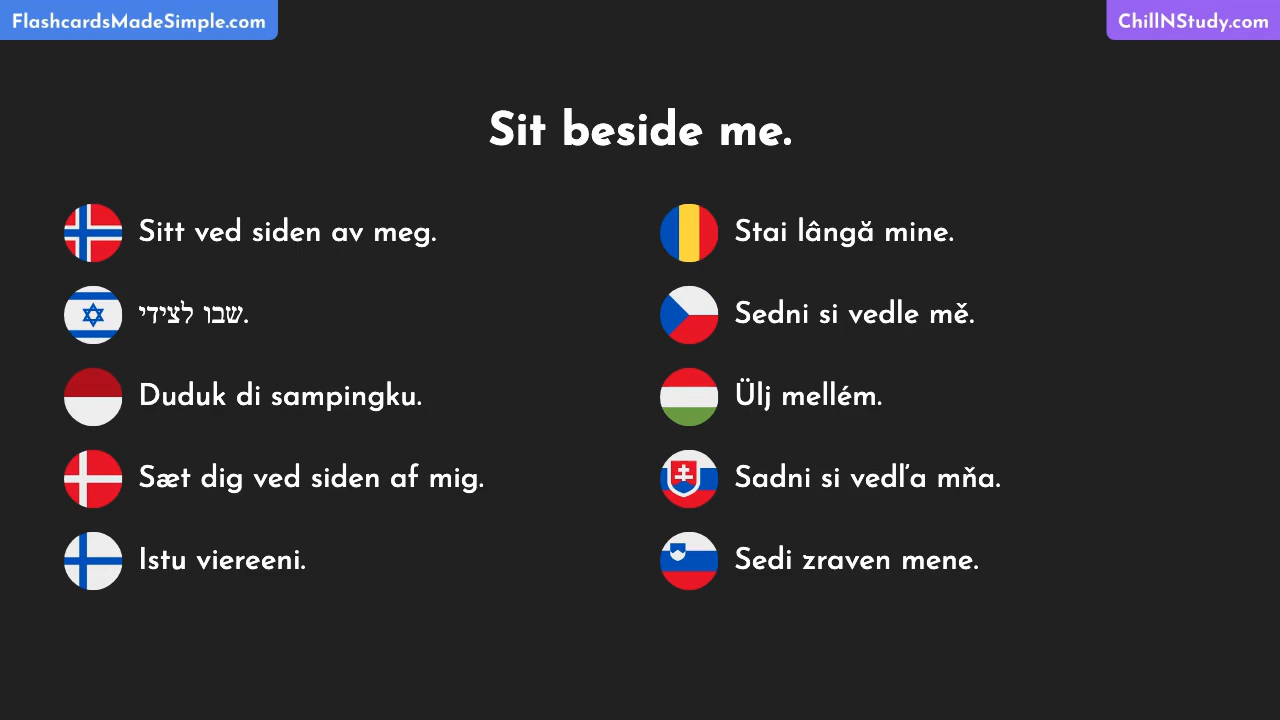 FlashcardsMadeSimple.com
ChillNStudy.com
Sit beside me.
Sitt ved siden av meg.
שבו לצידי.
Duduk di sampingku.
Sæt dig ved siden af mig.
Istu viereeni.
Stai lângă mine.
Sedni si vedle mě.
Ülj mellém.
Sadni si vedľa mňa.
Sedi zraven mene.